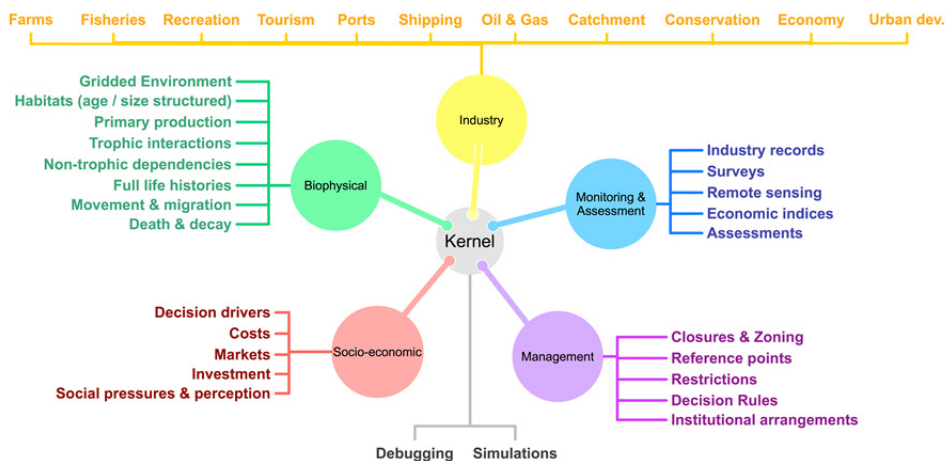 Farms Fisheries Recreation Tourism Ports Shipping Oil & Gas Catchment Conservation Economy Urban dev.
Industry
Gridded Environment
Habitats (age / size structured)
Primary production
Trophic interactions
Non-trophic dependencies
Full life histories
Movement & migration
Death & decay
Biophysical
Monitoring &
Assessment
Industry records
Surveys
Remote sensing
Economic indices
Assessments
Kernel
Decision drivers
Costs
Markets
Investment
Social pressures & perception
Socio-economic
Management
Closures & Zoning
Reference points
Restrictions
Decision Rules
Institutional arrangements
Debugging Simulations